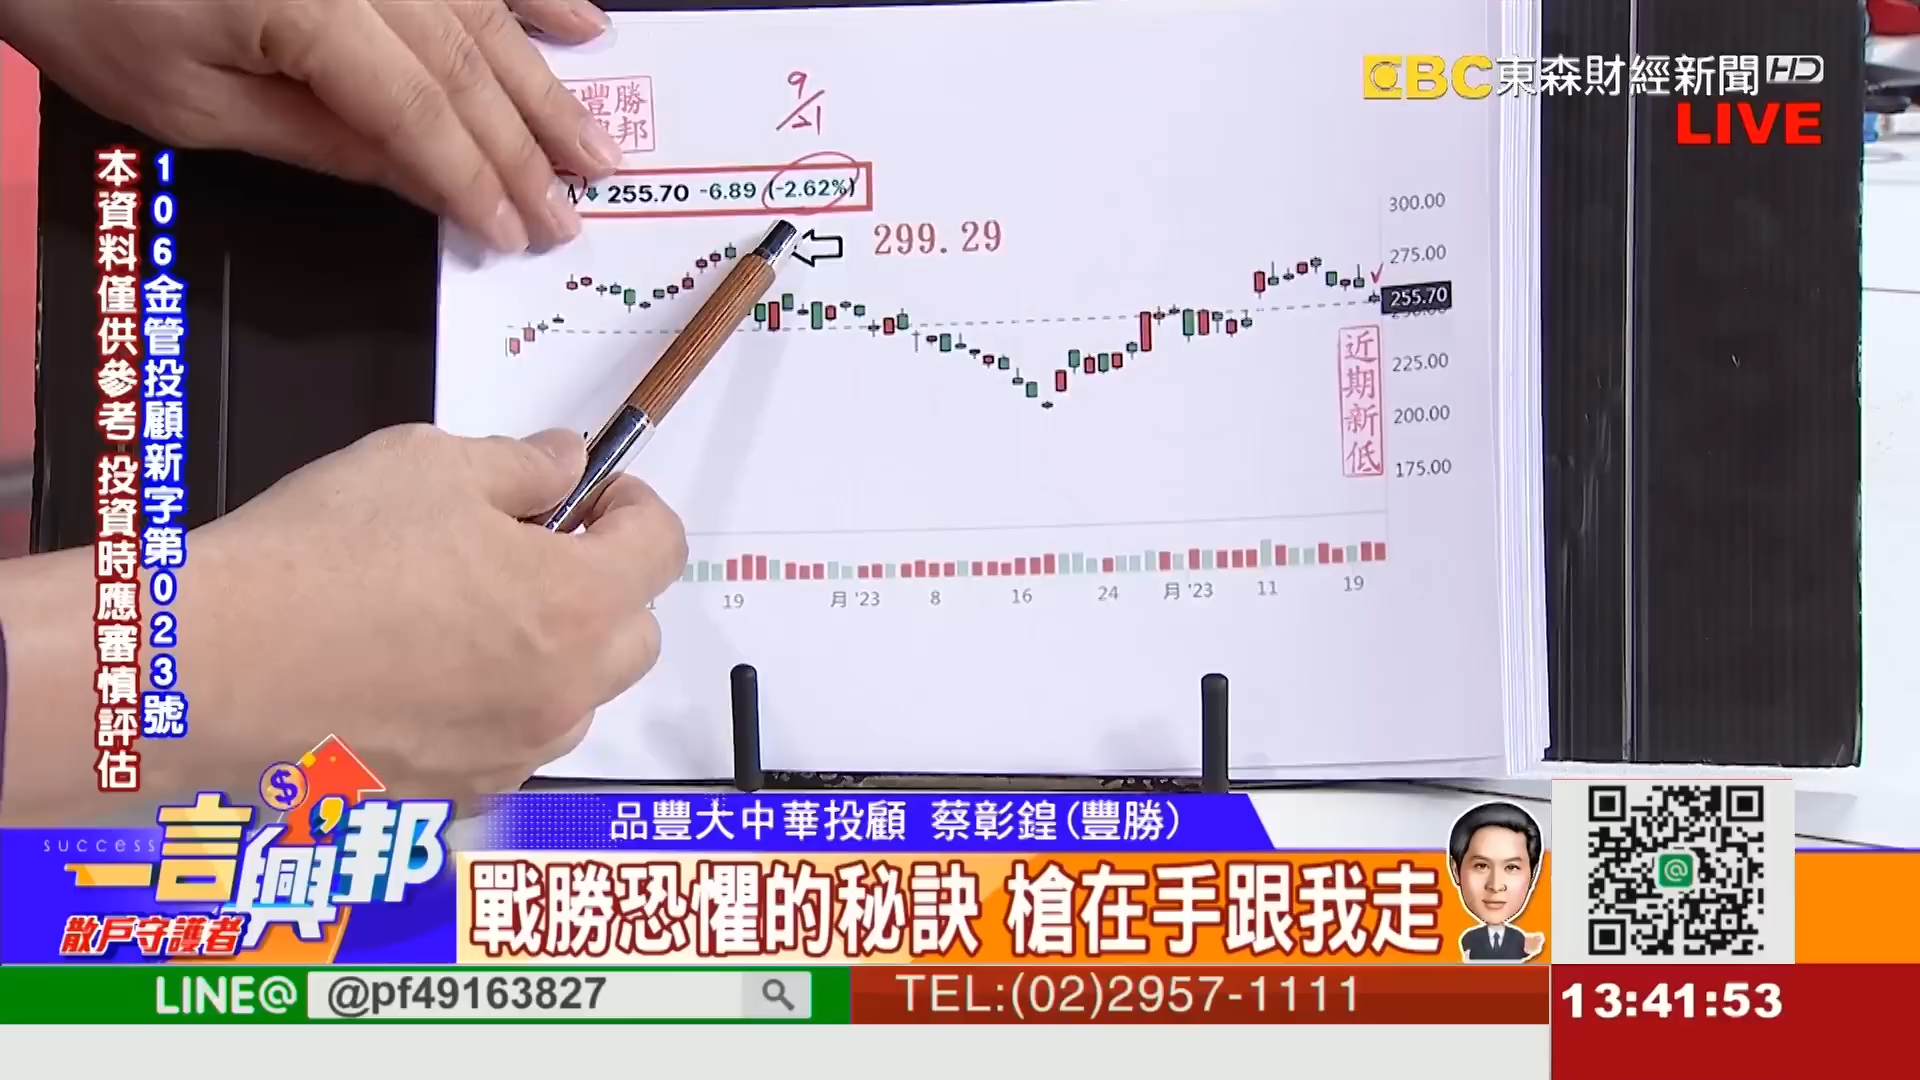 EBC東森財經新聞HD
LIVE
106金管投顧新字第023號
本資料僅供參考 投資時應審慎評估
豐勝
邦
9/21
255.70 -6.89 (-2.62%)
299.29
300.00
275.00
255.70
225.00
200.00
175.00
近期新低
19 月 '23 8 16 24 月 '23 11 19
success
一言興邦
散戶守護者
品豐大中華投顧 蔡彰鍠(豐勝)
戰勝恐懼的秘訣 槍在手跟我走
LINE@ @pf49163827
TEL:(02)2957-1111
13:41:53